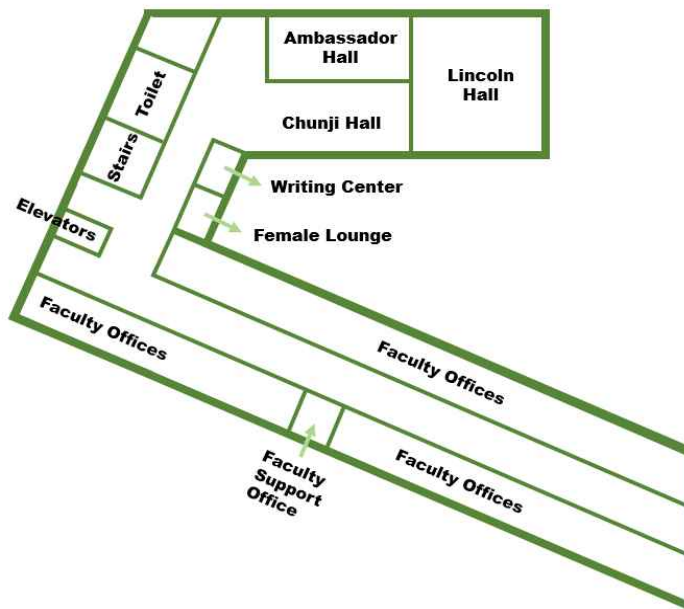 Ambassador
Hall
Lincoln
Hall
Chunji Hall
Toilet
Stairs
Writing Center
Elevators
Female Lounge
Faculty Offices
Faculty Offices
Faculty
Support
Office
Faculty Offices